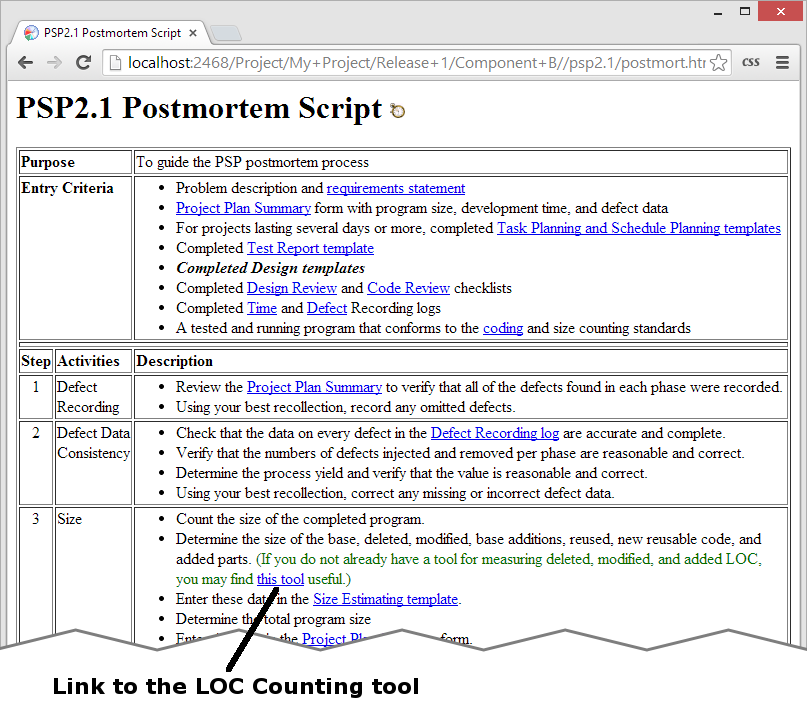 PSP2.1 Postmortem Script
localhost:2468/Project/My+Project/Release+1/Component+B//psp2.1/postmort.htm
css
PSP2.1 Postmortem Script
Purpose To guide the PSP postmortem process
Entry Criteria
• Problem description and requirements statement
• Project Plan Summary form with program size, development time, and defect data
• For projects lasting several days or more, completed Task Planning and Schedule Planning templates
• Completed Test Report template
• Completed Design templates
• Completed Design Review and Code Review checklists
• Completed Time and Defect Recording logs
• A tested and running program that conforms to the coding and size counting standards
Step Activities Description
1 Defect Recording
• Review the Project Plan Summary to verify that all of the defects found in each phase were recorded.
• Using your best recollection, record any omitted defects.
2 Defect Data Consistency
• Check that the data on every defect in the Defect Recording log are accurate and complete.
• Verify that the numbers of defects injected and removed per phase are reasonable and correct.
• Determine the process yield and verify that the value is reasonable and correct.
• Using your best recollection, correct any missing or incorrect defect data.
3 Size
• Count the size of the completed program.
• Determine the size of the base, deleted, modified, base additions, reused, new reusable code, and
added parts. (If you do not already have a tool for measuring deleted, modified, and added LOC,
you may find this tool useful.)
• Enter these data in the Size Estimating template.
• Determine the total program size
• the Project form.
Link to the LOC Counting tool